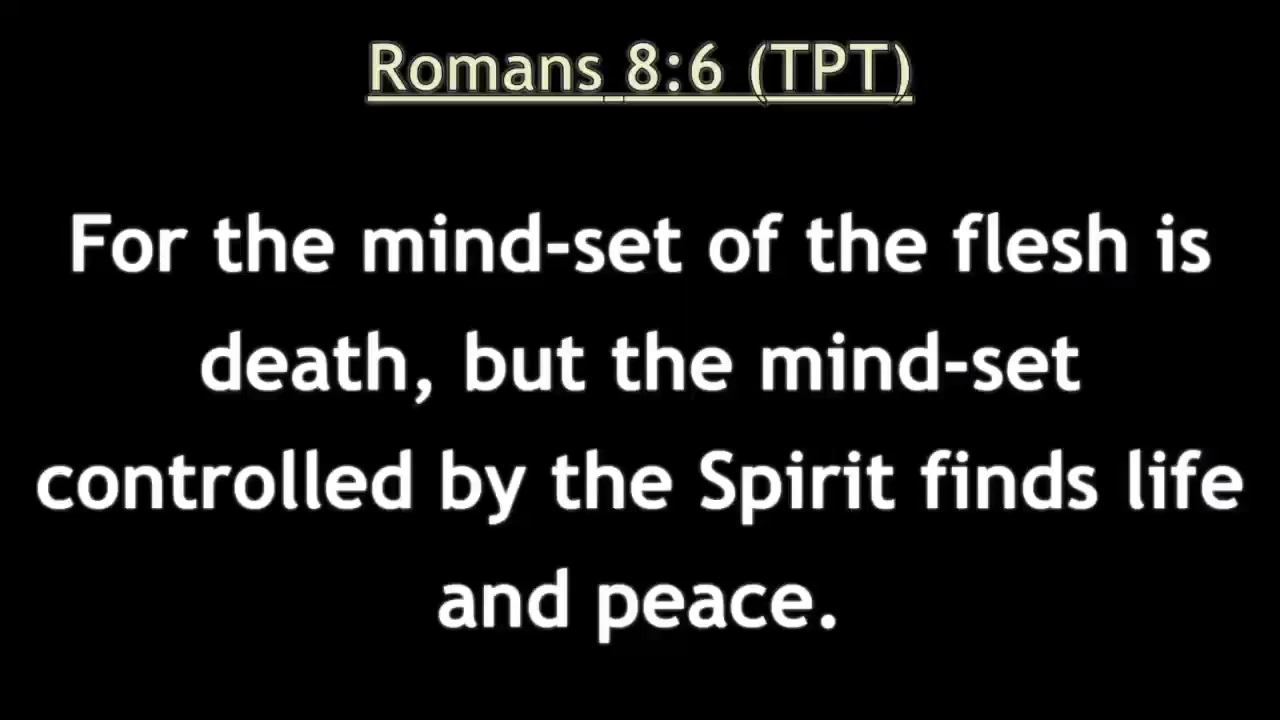 Romans 8:6 (TPT)
For the mind-set of the flesh is
death, but the mind-set
controlled by the Spirit finds life
and peace.